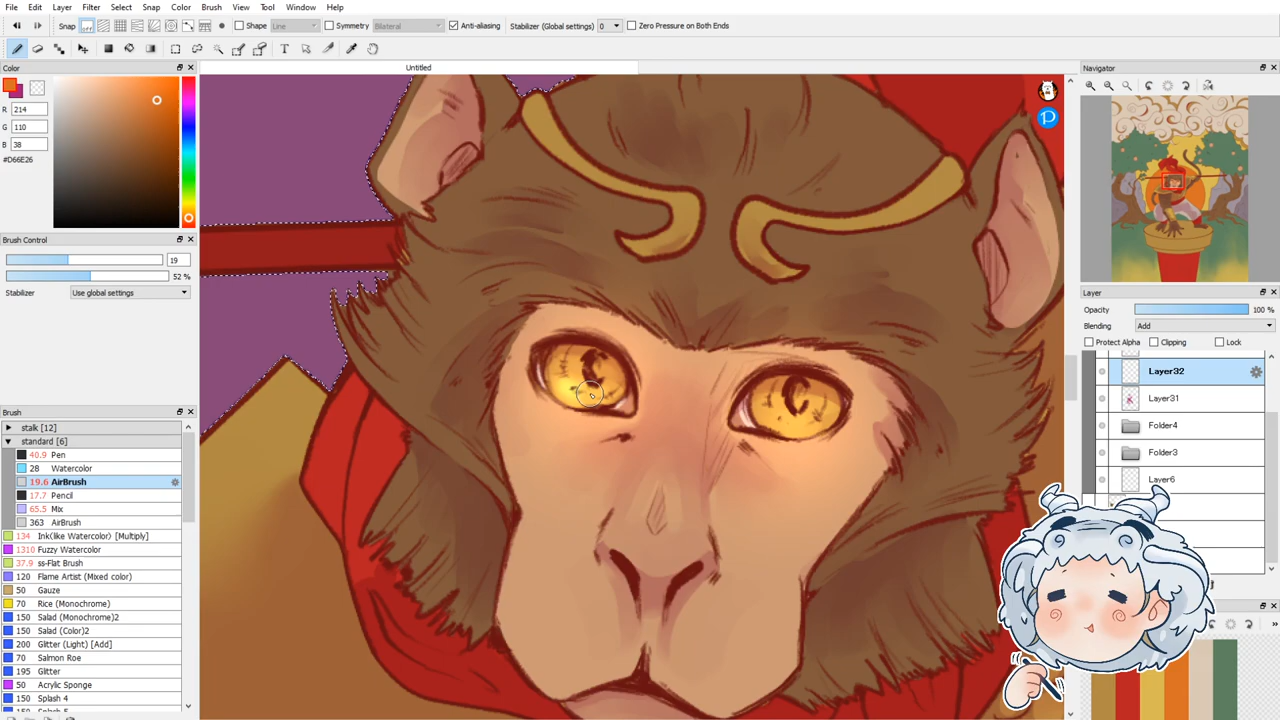 File Edit Layer Filter Select Snap Color Brush View Tool Window Help
Snap off Shape Line Symmetry Bilateral Anti-aliasing Stabilizer (Global settings) 0 Zero Pressure on Both Ends
Color
Untitled
Navigator
R 214
G 110
B 38
#D66E26
Brush Control
19
52 %
Stabilizer Use global settings
Layer
Opacity 100 %
Blending Add
Protect Alpha Clipping Lock
Layer32
Layer31
Folder4
Folder3
Layer6
Brush
stalk [12]
standard [6]
40.9 Pen
28 Watercolor
19.6 AirBrush
17.7 Pencil
65.5 Mix
363 AirBrush
134 Ink(like Watercolor) [Multiply]
1310 Fuzzy Watercolor
37.9 ss-Flat Brush
120 Flame Artist (Mixed color)
50 Gauze
70 Rice (Monochrome)
150 Salad (Monochrome)2
150 Salad (Color)2
200 Glitter (Light) [Add]
70 Salmon Roe
195 Glitter
50 Acrylic Sponge
150 Splash 4